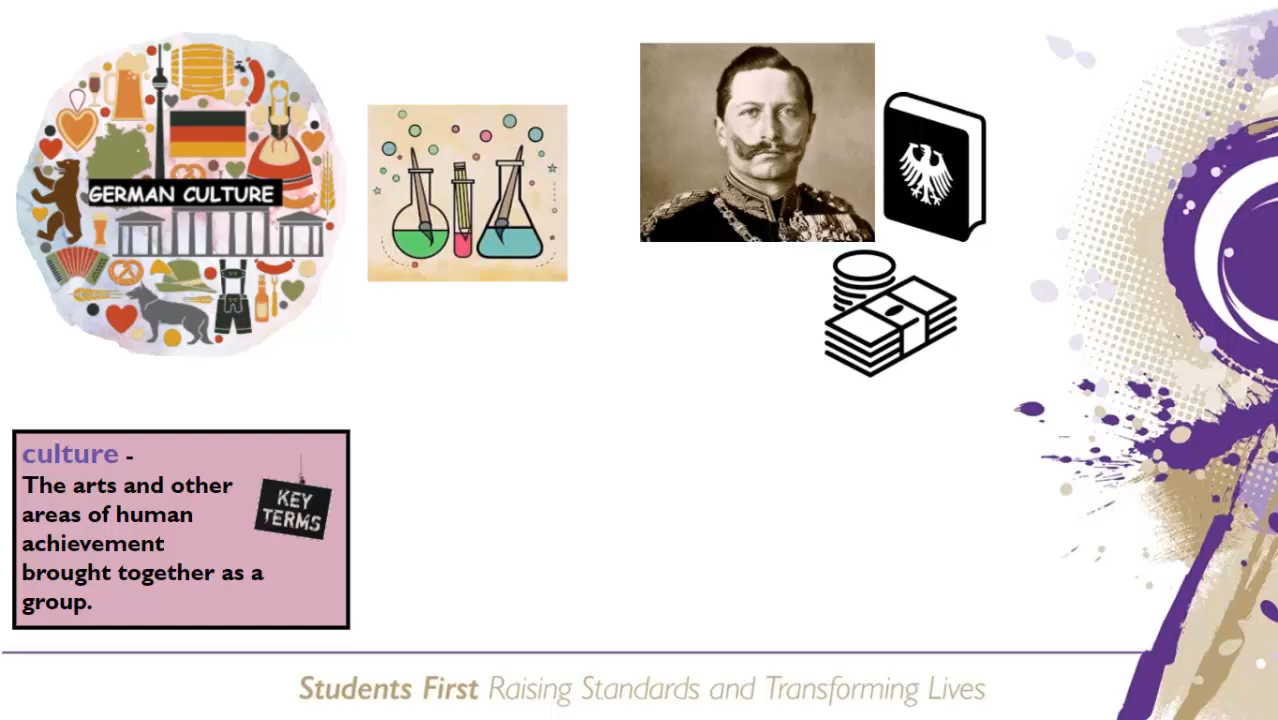 GERMAN CULTURE
culture -
The arts and other
areas of human
achievement
brought together as a
group.
KEY
TERMS
Students First Raising Standards and Transforming Lives